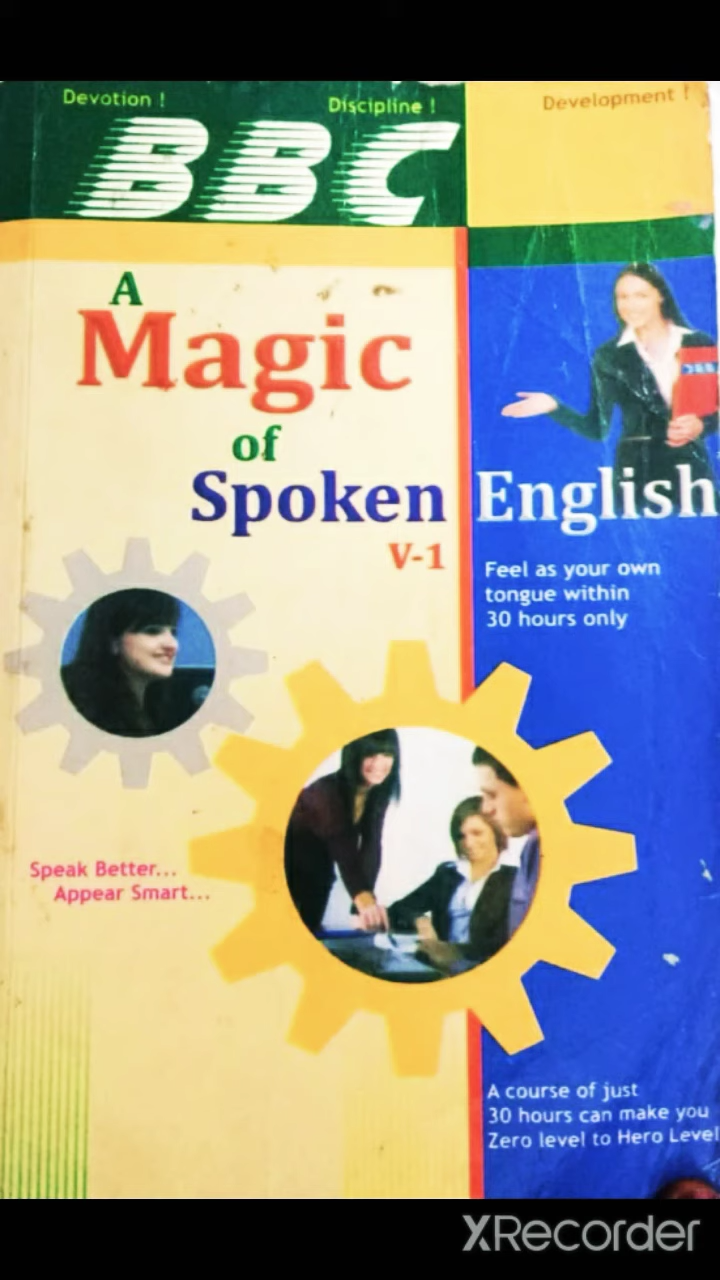 Devotion !
Discipline !
Development !
BBC
A
Magic
of
Spoken English
V-1
Feel as your own
tongue within
30 hours only
Speak Better...
Appear Smart...
A course of just
30 hours can make you
Zero level to Hero Level
XRecorder